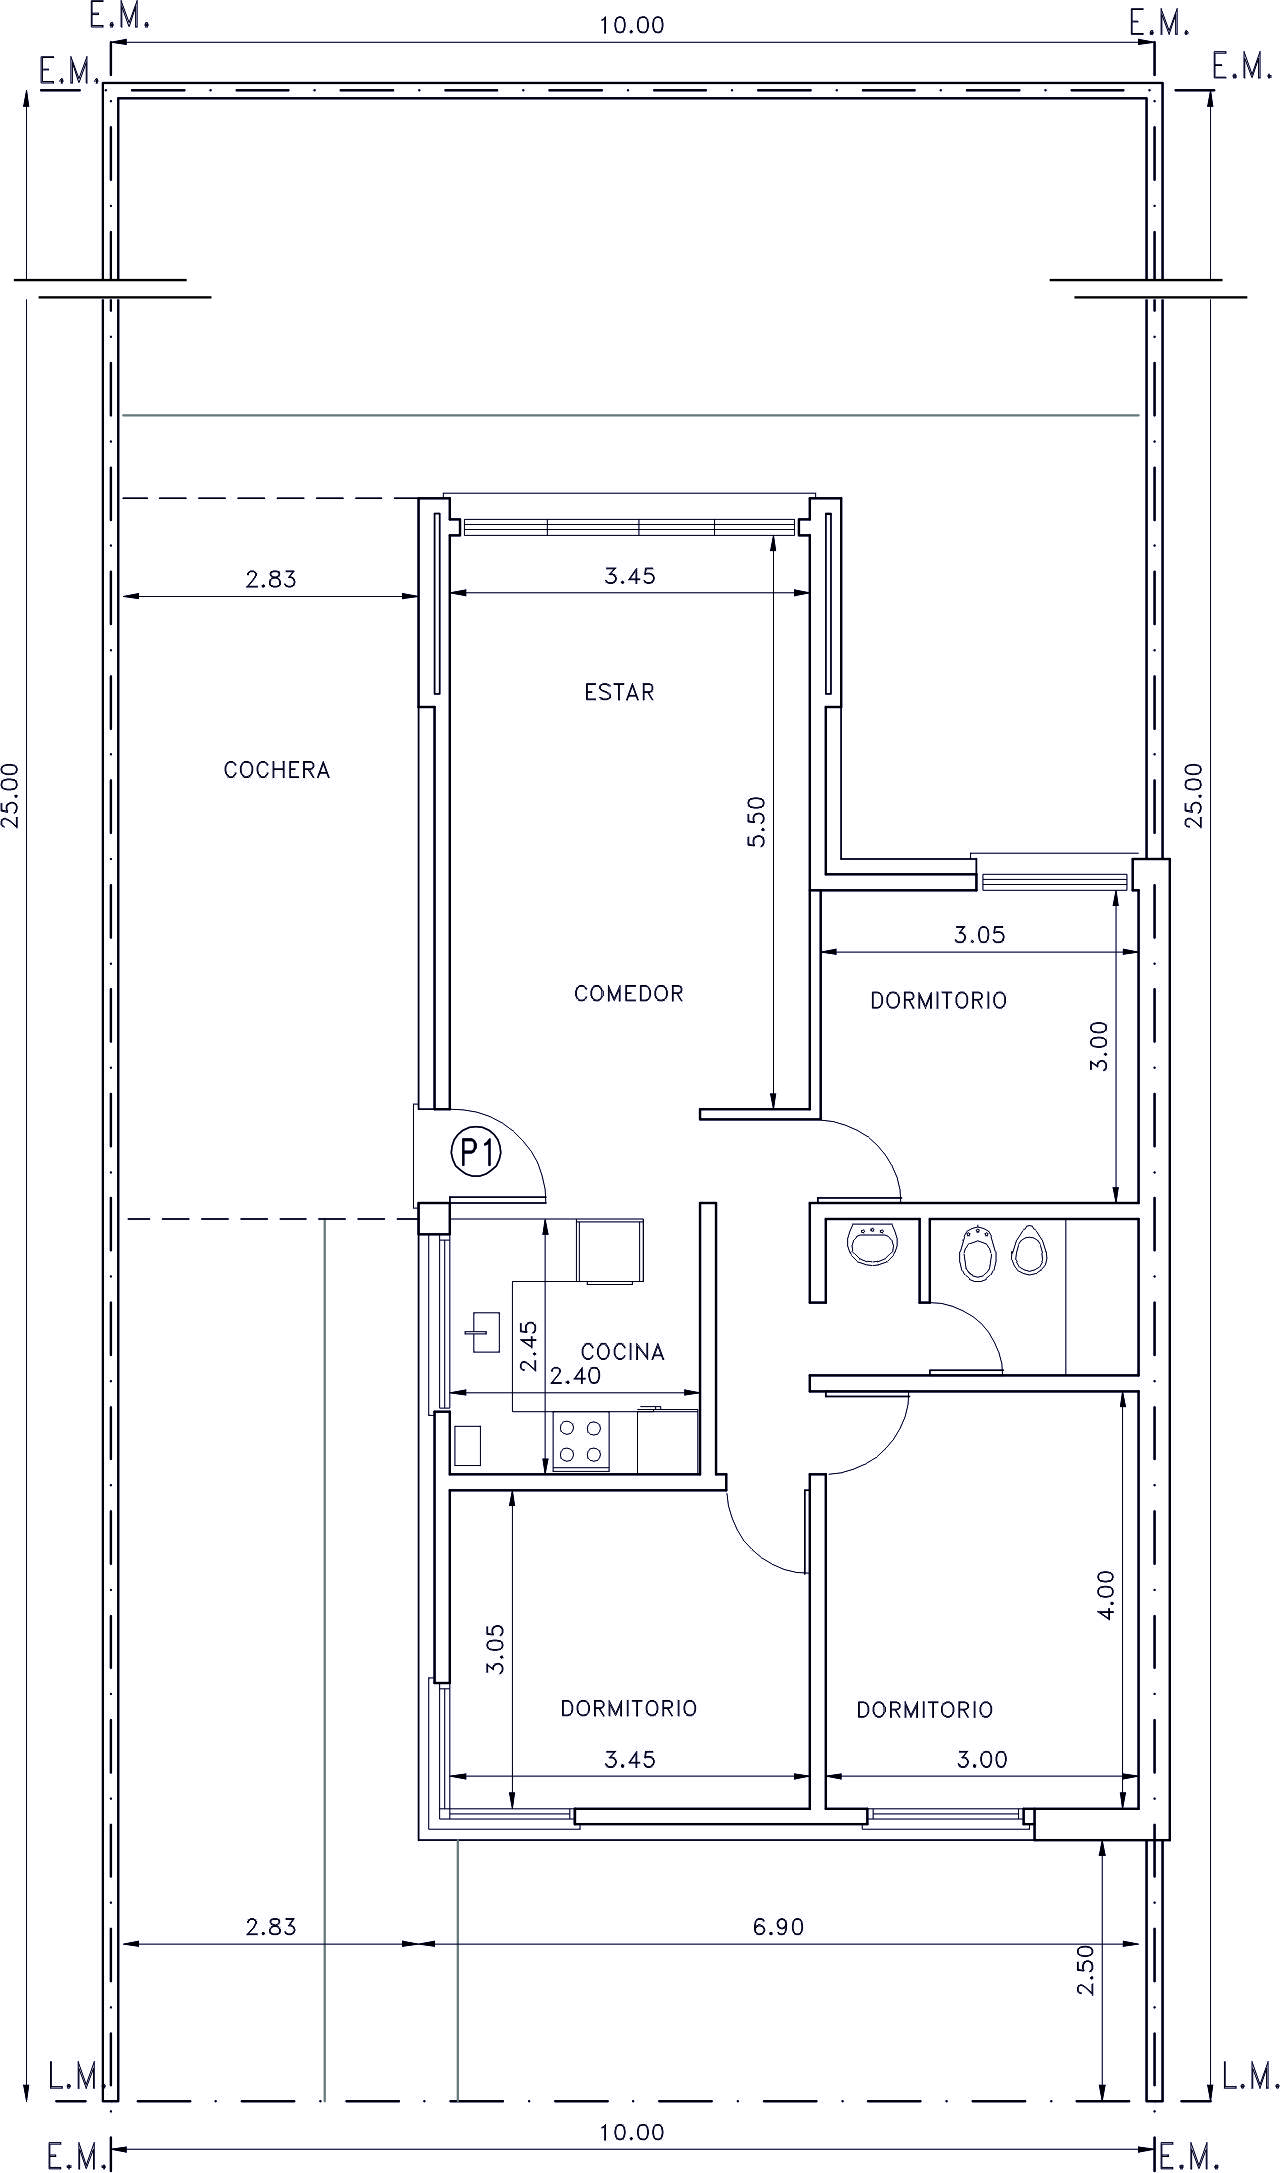 E.M.
10.00
E.M.
E.M.
E.M.
2.83
3.45
ESTAR
COCHERA
25.00
5.50
25.00
3.05
COMEDOR
DORMITORIO
3.00
P1
2.45
COCINA
2.40
3.05
4.00
DORMITORIO
DORMITORIO
3.45
3.00
2.83
6.90
2.50
L.M.
L.M.
10.00
E.M.
E.M.